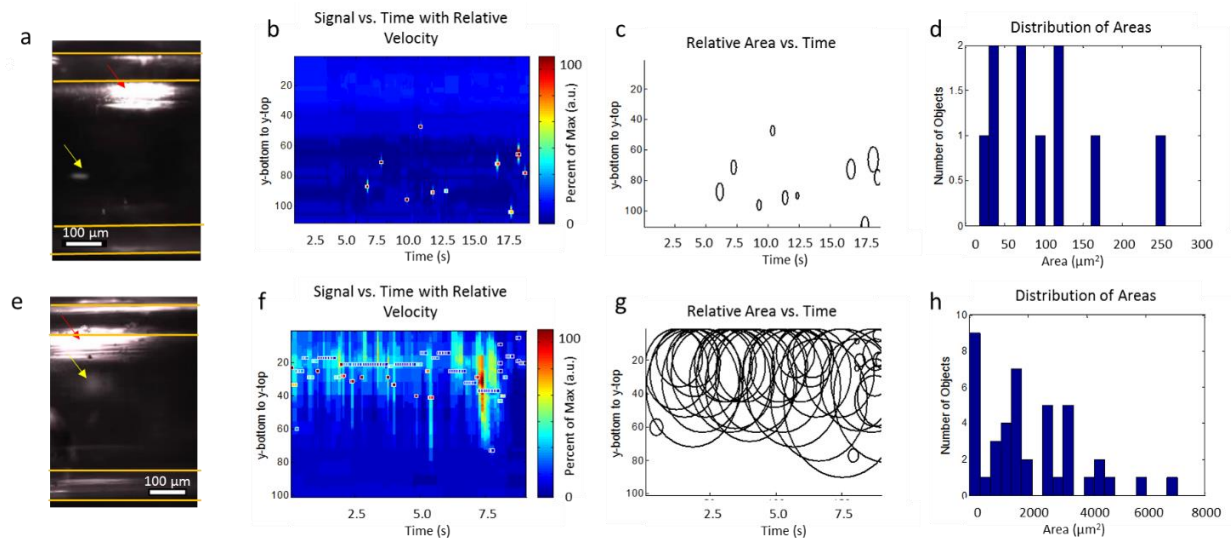 a
100 µm
b
Signal vs. Time with Relative
Velocity
y-bottom to y-top
20
40
60
80
100
2.5 5.0 7.5 10.0 12.5 15.0 17.5
Time (s)
100
0
Percent of Max (a.u.)
c
Relative Area vs. Time
y-bottom to y-top
20
40
60
80
100
2.5 5.0 7.5 10.0 12.5 15.0 17.5
Time (s)
d
Distribution of Areas
Number of Objects
2
1
1
0
0 50 100 150 200 250 300
Area (µm²)
e
100 µm
f
Signal vs. Time with Relative
Velocity
y-bottom to y-top
20
40
60
80
100
2.5 5.0 7.5
Time (s)
100
0
Percent of Max (a.u.)
g
Relative Area vs. Time
y-bottom to y-top
20
40
60
80
100
2.5 5.0 7.5
Time (s)
h
Distribution of Areas
Number of Objects
10
8
6
4
2
0
0 2000 4000 6000 8000
Area (µm²)